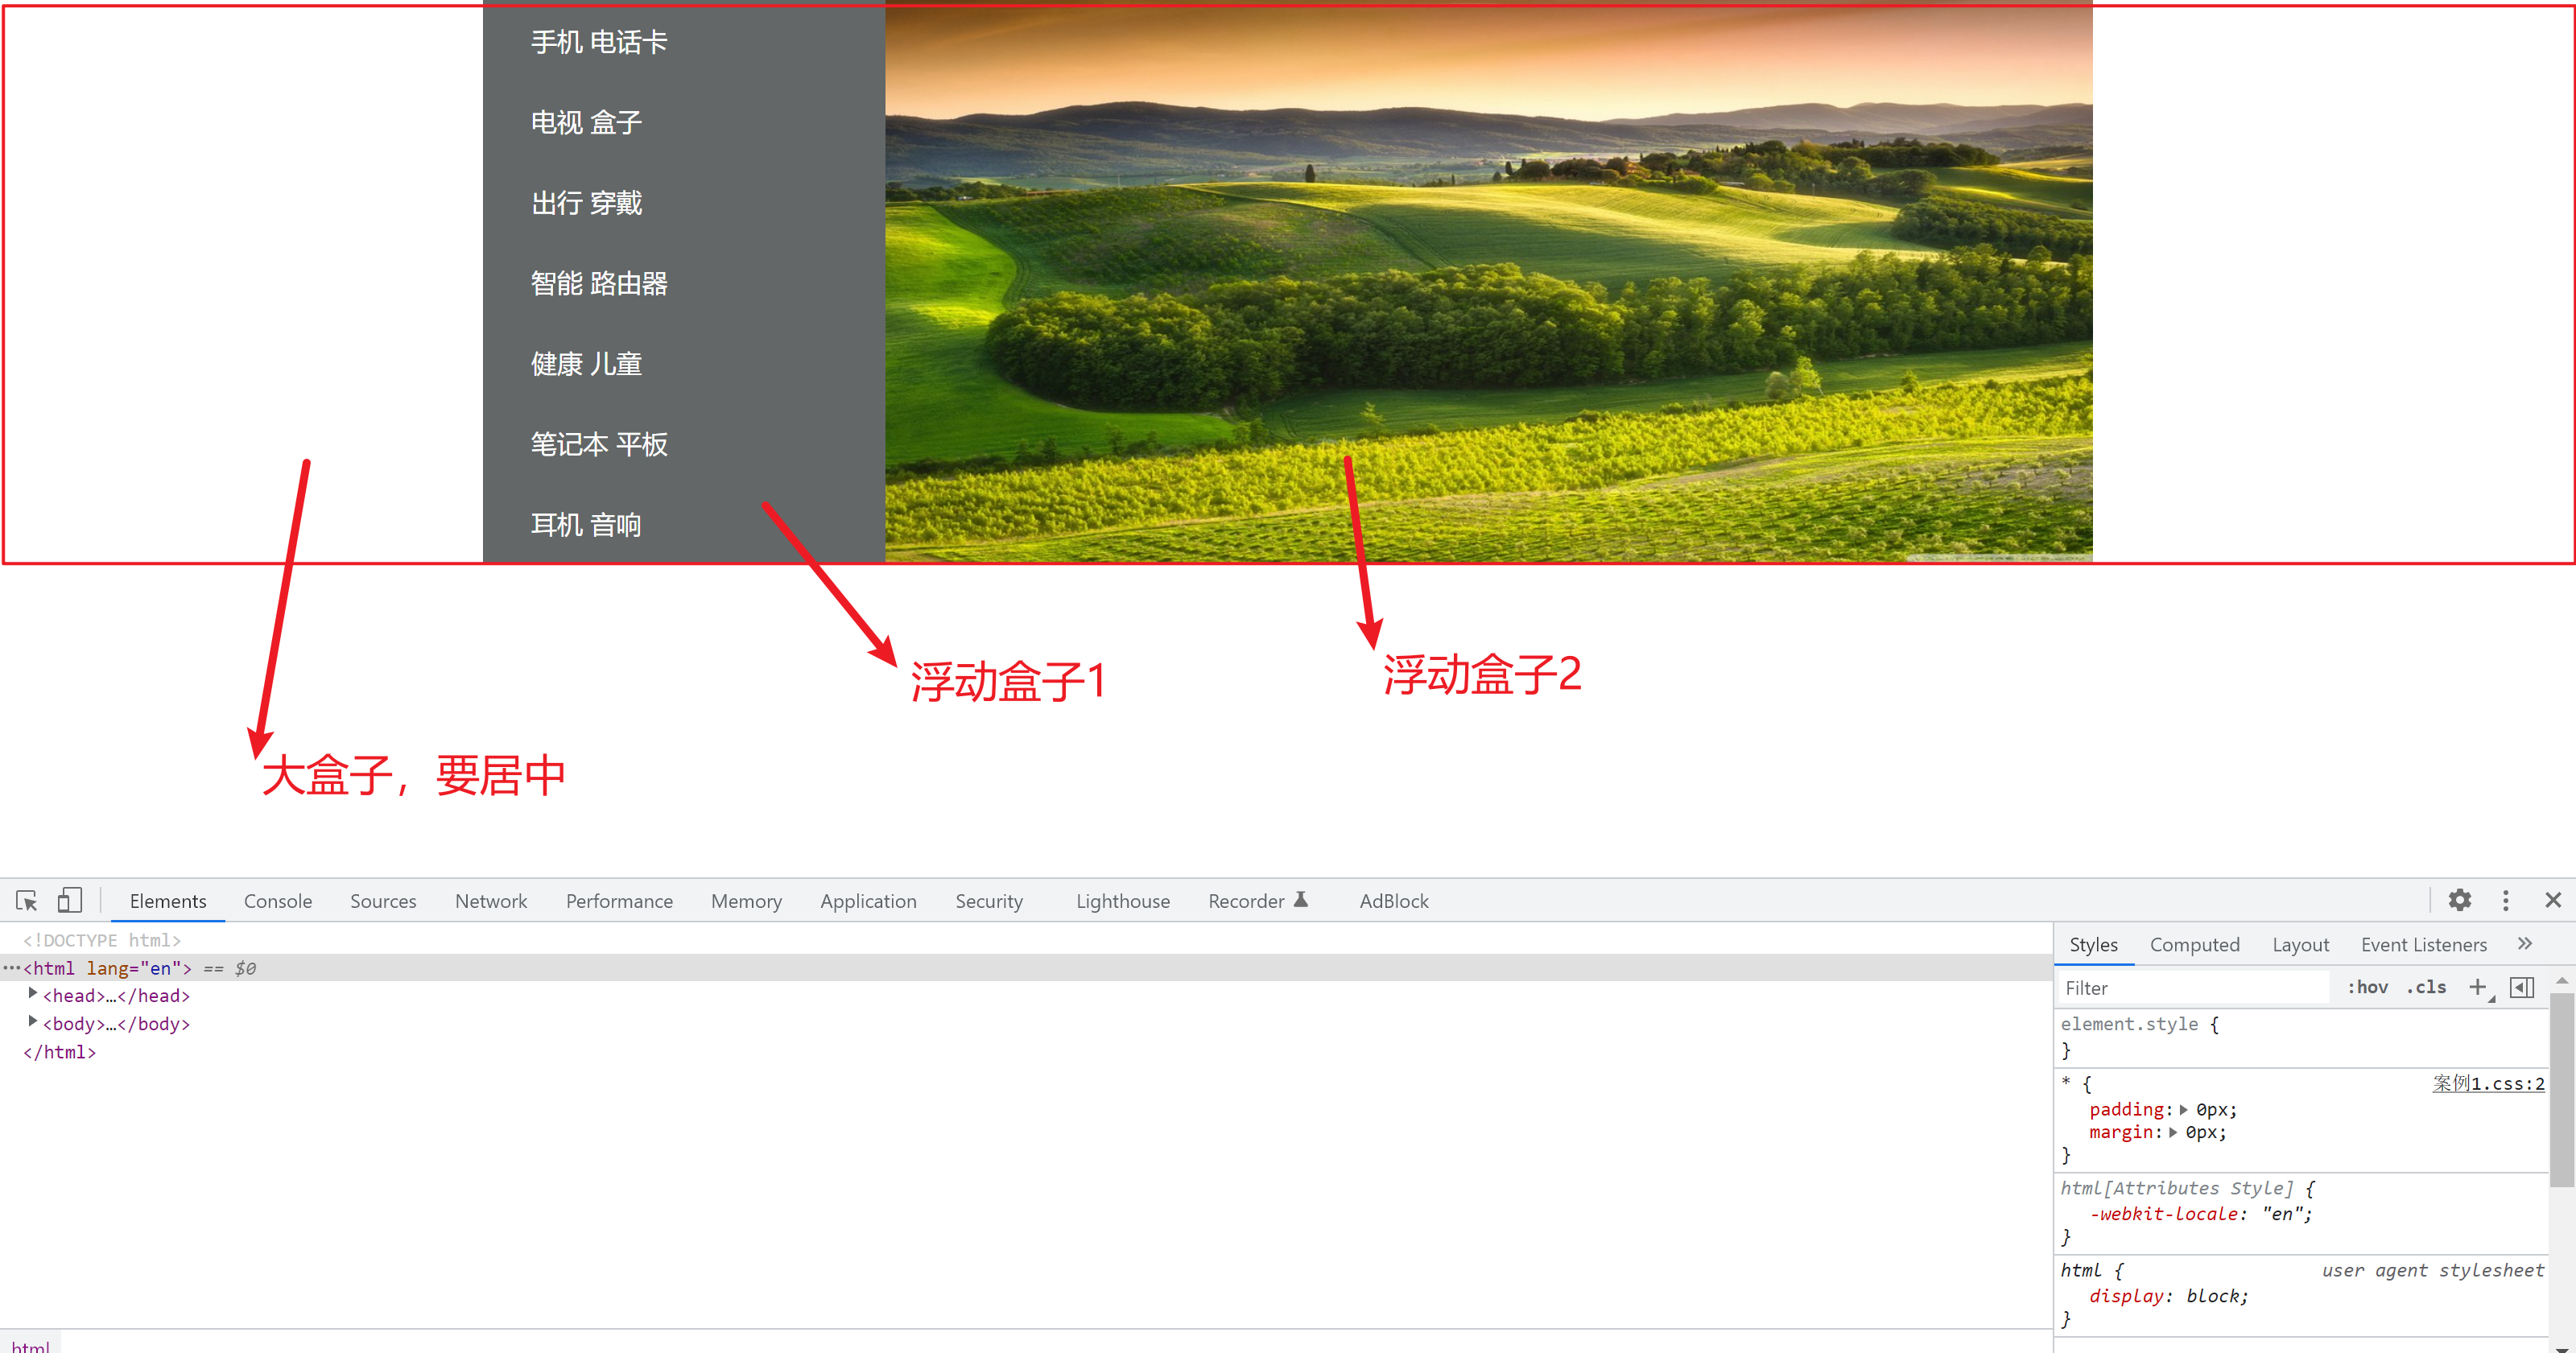 手机 电话卡
电视 盒子
出行 穿戴
智能 路由器
健康 儿童
笔记本 平板
耳机 音响
浮动盒子1
浮动盒子2
大盒子，要居中
Elements Console Sources Network Performance Memory Application Security Lighthouse Recorder AdBlock
<!DOCTYPE html>
<html lang="en"> == $0
<head>…</head>
<body>…</body>
</html>
html
Styles Computed Layout Event Listeners
Filter :hov .cls
element.style {
}
* { 案例1.css:2
padding: 0px;
margin: 0px;
}
html[Attributes Style] {
-webkit-locale: "en";
}
html { user agent stylesheet
display: block;
}